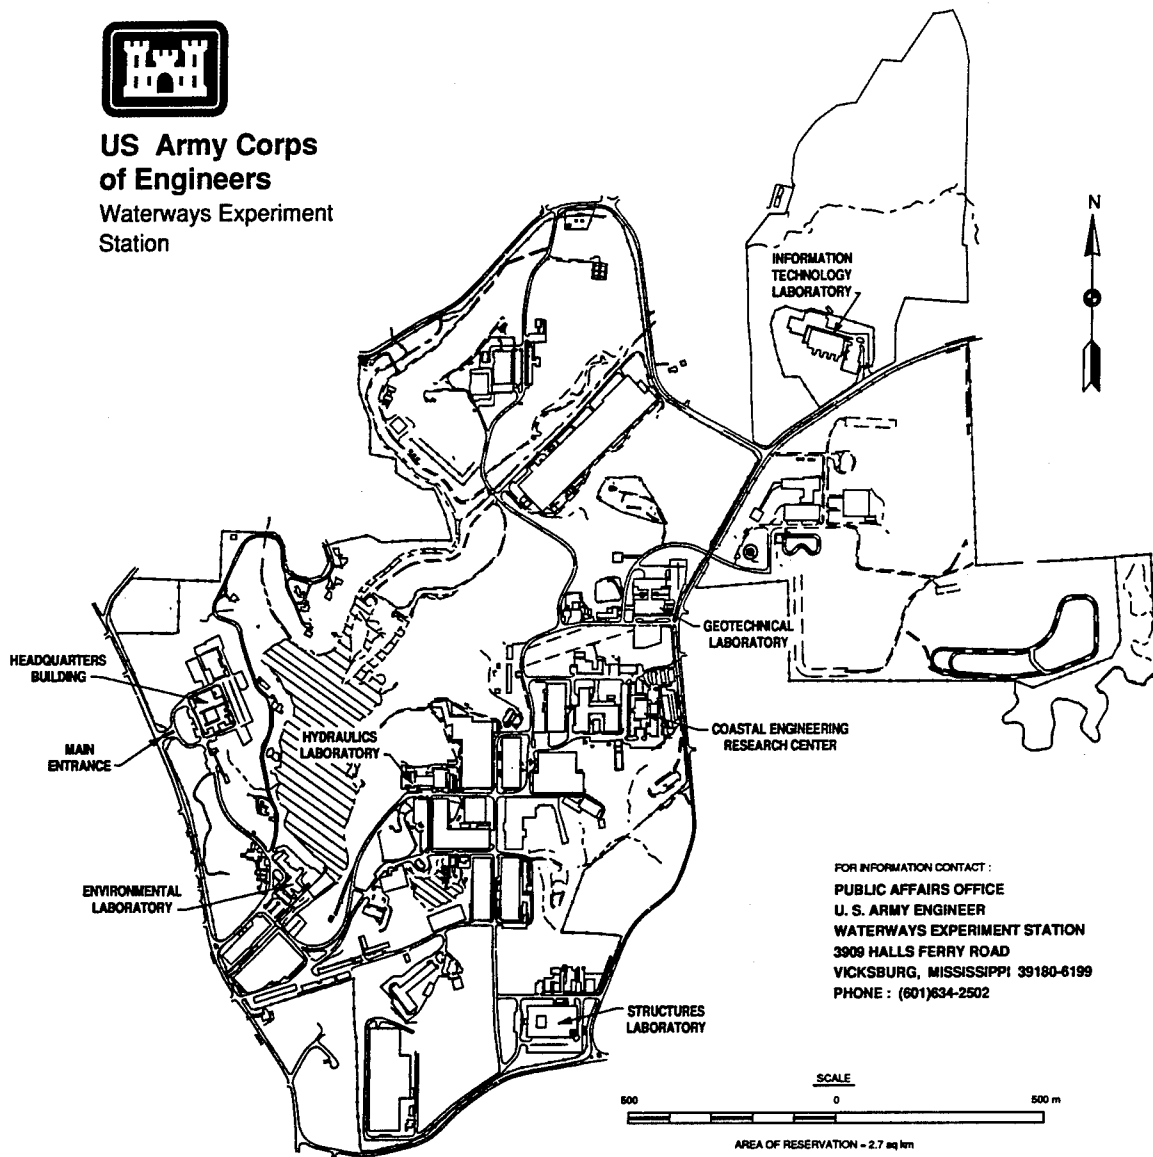 US Army Corps
of Engineers
Waterways Experiment
Station
N
INFORMATION
TECHNOLOGY
LABORATORY
GEOTECHNICAL
LABORATORY
HEADQUARTERS
BUILDING
MAIN
ENTRANCE
HYDRAULICS
LABORATORY
COASTAL ENGINEERING
RESEARCH CENTER
ENVIRONMENTAL
LABORATORY
STRUCTURES
LABORATORY
FOR INFORMATION CONTACT :
PUBLIC AFFAIRS OFFICE
U. S. ARMY ENGINEER
WATERWAYS EXPERIMENT STATION
3909 HALLS FERRY ROAD
VICKSBURG, MISSISSIPPI 39180-6199
PHONE : (601)634-2502
SCALE
500 0 500 m
AREA OF RESERVATION - 2.7 sq km